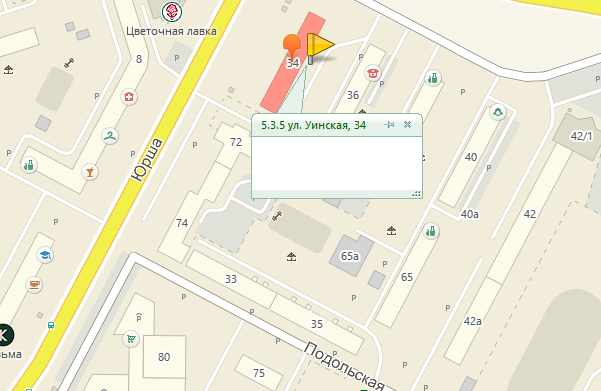 Цветочная лавка
8
34
36
5.3.5 ул. Уинская, 34
72
Юрша
42/1
40
40а
42
74
65а
33
65
35
42а
Подольская
80
75
К
зьма
Р